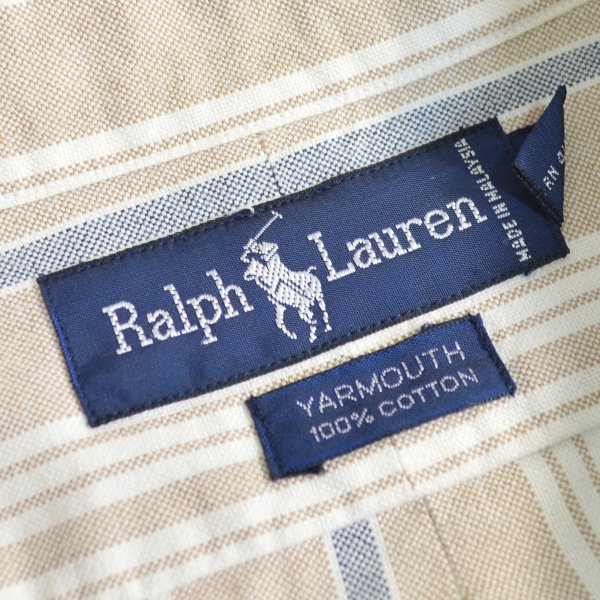 Ralph Lauren
MADE IN MALAYSIA
YARMOUTH
100% COTTON